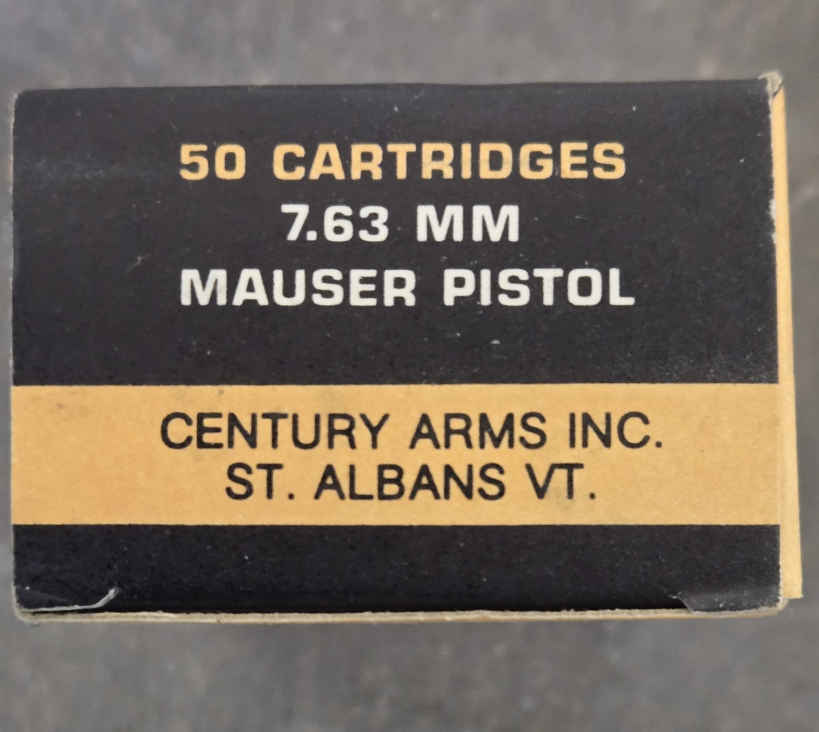 50 CARTRIDGES
7.63 MM
MAUSER PISTOL
CENTURY ARMS INC.
ST. ALBANS VT.